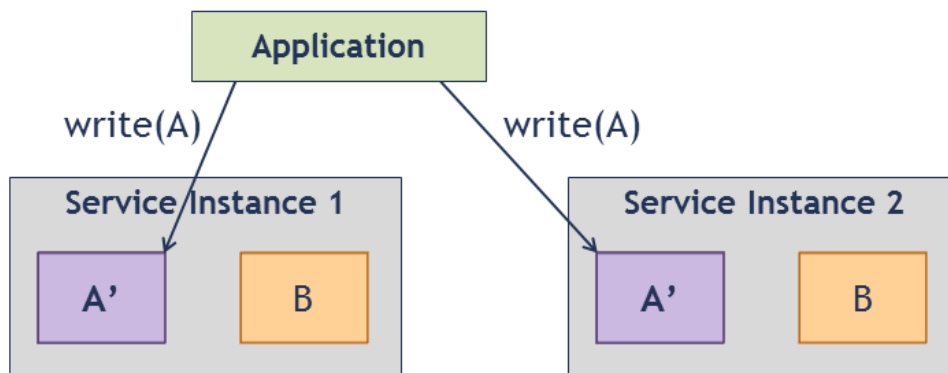 Application
write(A)
write(A)
Service Instance 1
Service Instance 2
A’
B
A’
B